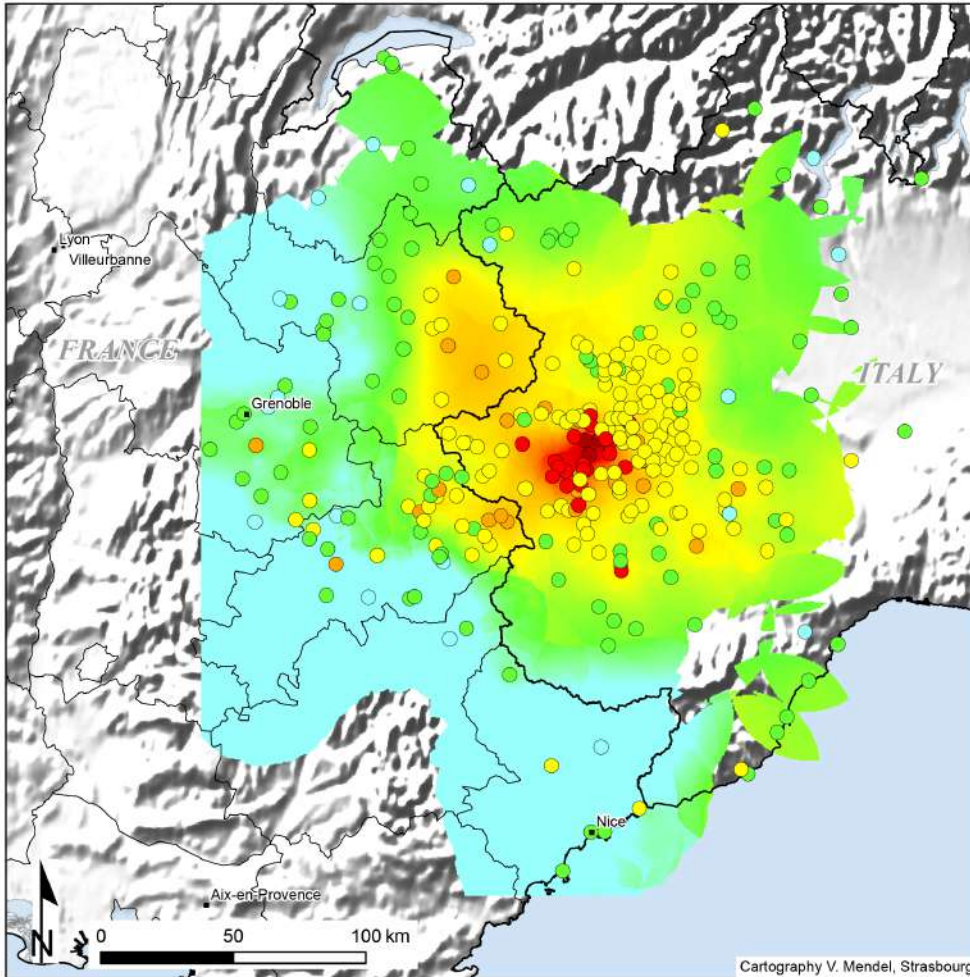 Lyon
Villeurbanne
FRANCE
ITALY
Grenoble
Nice
Aix-en-Provence
N
0 50 100 km
Cartography V. Mendel, Strasbourg